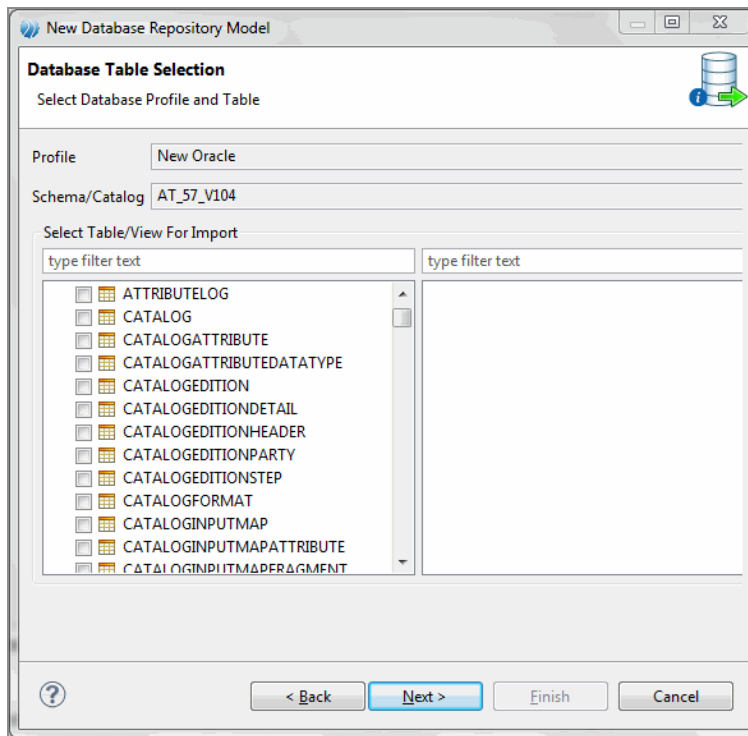 New Database Repository Model
Database Table Selection
Select Database Profile and Table
Profile New Oracle
Schema/Catalog AT_57_V104
Select Table/View For Import
type filter text type filter text
ATTRIBUTELOG
CATALOG
CATALOGATTRIBUTE
CATALOGATTRIBUTEDATATYPE
CATALOGEDITION
CATALOGEDITIONDETAIL
CATALOGEDITIONHEADER
CATALOGEDITIONPARTY
CATALOGEDITIONSTEP
CATALOGFORMAT
CATALOGINPUTMAP
CATALOGINPUTMAPATTRIBUTE
CATALOGINPUTMAPFRAGMENT
< Back Next > Finish Cancel